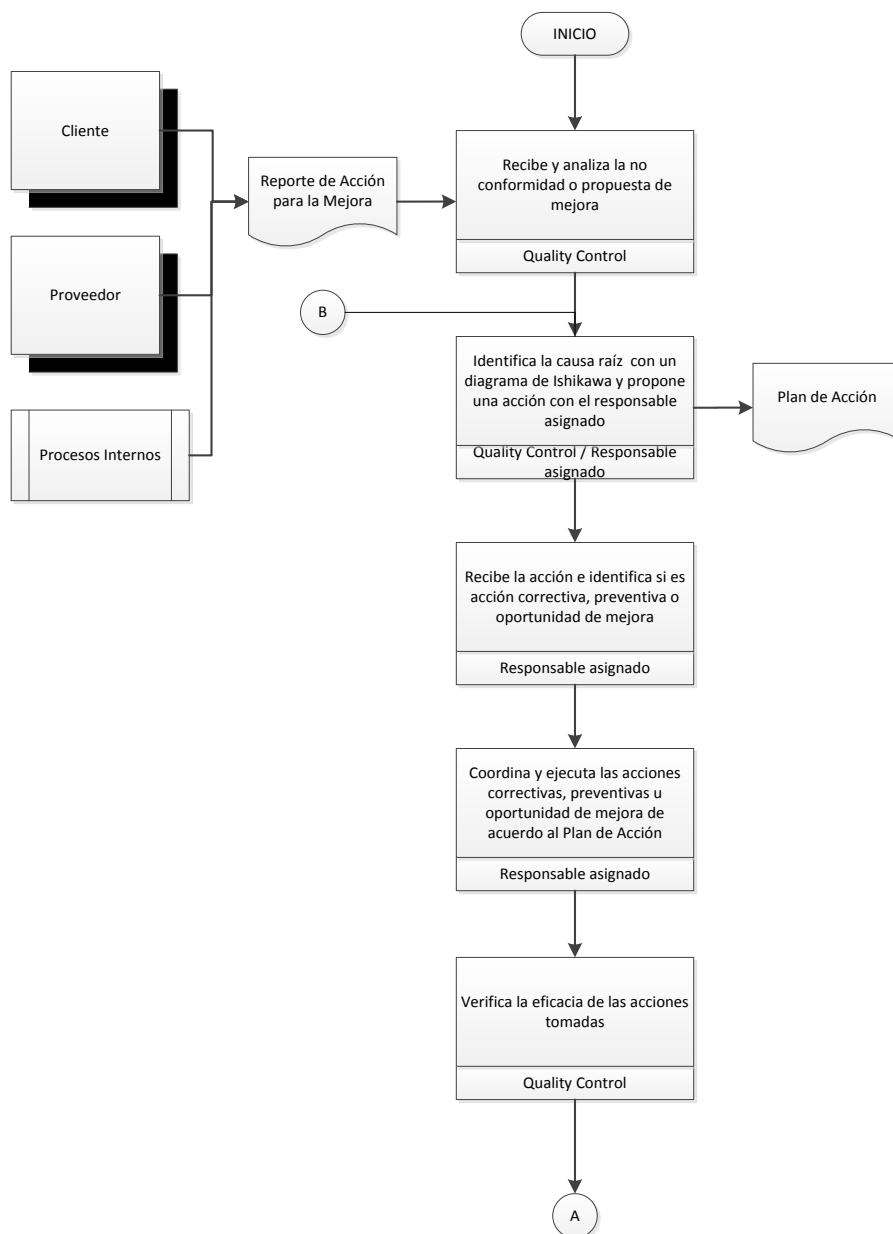 INICIO
Cliente
Reporte de Acción
para la Mejora
Recibe y analiza la no
conformidad o propuesta de
mejora
Quality Control
Proveedor
B
Identifica la causa raíz con un
diagrama de Ishikawa y propone
una acción con el responsable
asignado
Quality Control / Responsable
asignado
Plan de Acción
Procesos Internos
Recibe la acción e identifica si es
acción correctiva, preventiva o
oportunidad de mejora
Responsable asignado
Coordina y ejecuta las acciones
correctivas, preventivas u
oportunidad de mejora de
acuerdo al Plan de Acción
Responsable asignado
Verifica la eficacia de las acciones
tomadas
Quality Control
A